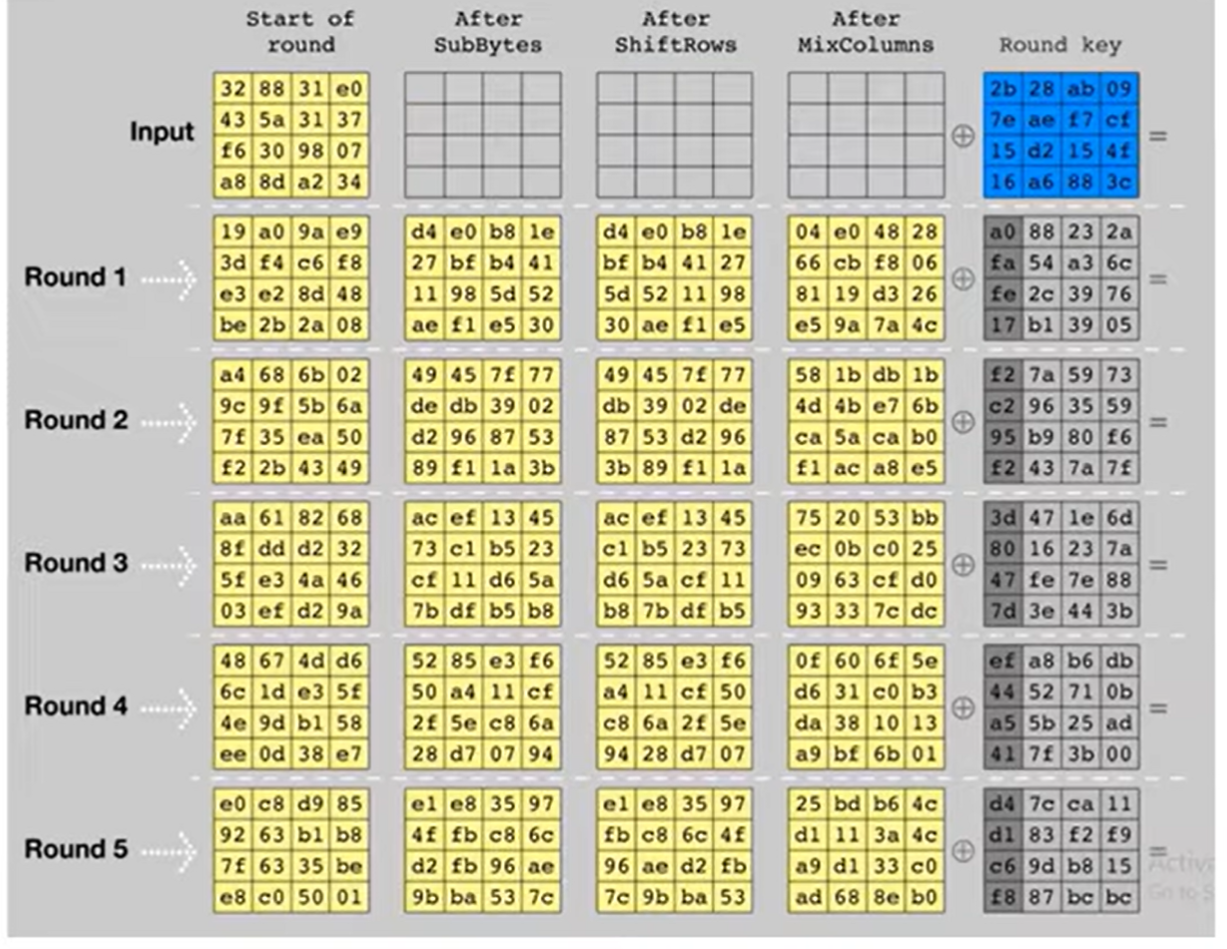 Start of round After SubBytes After ShiftRows After MixColumns Round key
Input
32 88 31 e0 2b 28 ab 09
43 5a 31 37 7e ae f7 cf
f6 30 98 07 ⊕ 15 d2 15 4f =
a8 8d a2 34 16 a6 88 3c
Round 1
19 a0 9a e9 d4 e0 b8 1e d4 e0 b8 1e 04 e0 48 28 a0 88 23 2a
3d f4 c6 f8 27 bf b4 41 bf b4 41 27 66 cb f8 06 fa 54 a3 6c
e3 e2 8d 48 11 98 5d 52 5d 52 11 98 81 19 d3 26 ⊕ fe 2c 39 76 =
be 2b 2a 08 ae f1 e5 30 30 ae f1 e5 e5 9a 7a 4c 17 b1 39 05
Round 2
a4 68 6b 02 49 45 7f 77 49 45 7f 77 58 1b db 1b f2 7a 59 73
9c 9f 5b 6a de db 39 02 db 39 02 de 4d 4b e7 6b c2 96 35 59
7f 35 ea 50 d2 96 87 53 87 53 d2 96 ca 5a ca b0 ⊕ 95 b9 80 f6 =
f2 2b 43 49 89 f1 1a 3b 3b 89 f1 1a f1 ac a8 e5 f2 43 7a 7f
Round 3
aa 61 82 68 ac ef 13 45 ac ef 13 45 75 20 53 bb 3d 47 1e 6d
8f dd d2 32 73 c1 b5 23 c1 b5 23 73 ec 0b c0 25 80 16 23 7a
5f e3 4a 46 cf 11 d6 5a d6 5a cf 11 09 63 cf d0 ⊕ 47 fe 7e 88 =
03 ef d2 9a 7b df b5 b8 b8 7b df b5 93 33 7c dc 7d 3e 44 3b
Round 4
48 67 4d d6 52 85 e3 f6 52 85 e3 f6 0f 60 6f 5e ef a8 b6 db
6c 1d e3 5f 50 a4 11 cf a4 11 cf 50 d6 31 c0 b3 44 52 71 0b
4e 9d b1 58 2f 5e c8 6a c8 6a 2f 5e da 38 10 13 ⊕ a5 5b 25 ad =
ee 0d 38 e7 28 d7 07 94 94 28 d7 07 a9 bf 6b 01 41 7f 3b 00
Round 5
e0 c8 d9 85 e1 e8 35 97 e1 e8 35 97 25 bd b6 4c d4 7c ca 11
92 63 b1 b8 4f fb c8 6c fb c8 6c 4f d1 11 3a 4c d1 83 f2 f9
7f 63 35 be d2 fb 96 ae 96 ae d2 fb a9 d1 33 c0 ⊕ c6 9d b8 15 =
e8 c0 50 01 9b ba 53 7c 7c 9b ba 53 ad 68 8e b0 f8 87 bc bc
Activ
Go to S